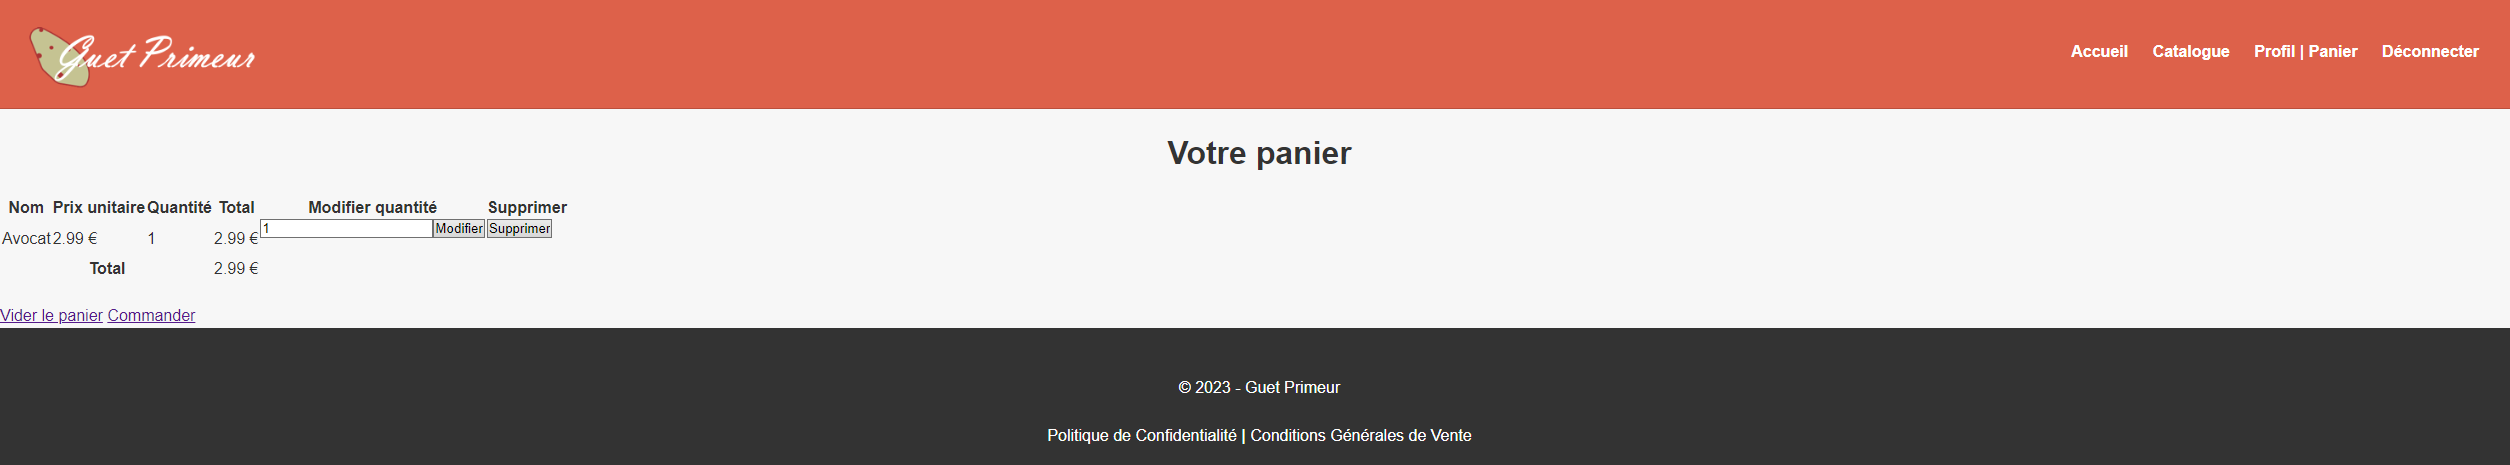 Guet Primeur
Accueil Catalogue Profil | Panier Déconnecter
Votre panier
Nom Prix unitaire Quantité Total Modifier quantité Supprimer
Avocat 2.99 € 1 2.99 € 1 Modifier Supprimer
Total 2.99 €
Vider le panier Commander
© 2023 - Guet Primeur
Politique de Confidentialité | Conditions Générales de Vente